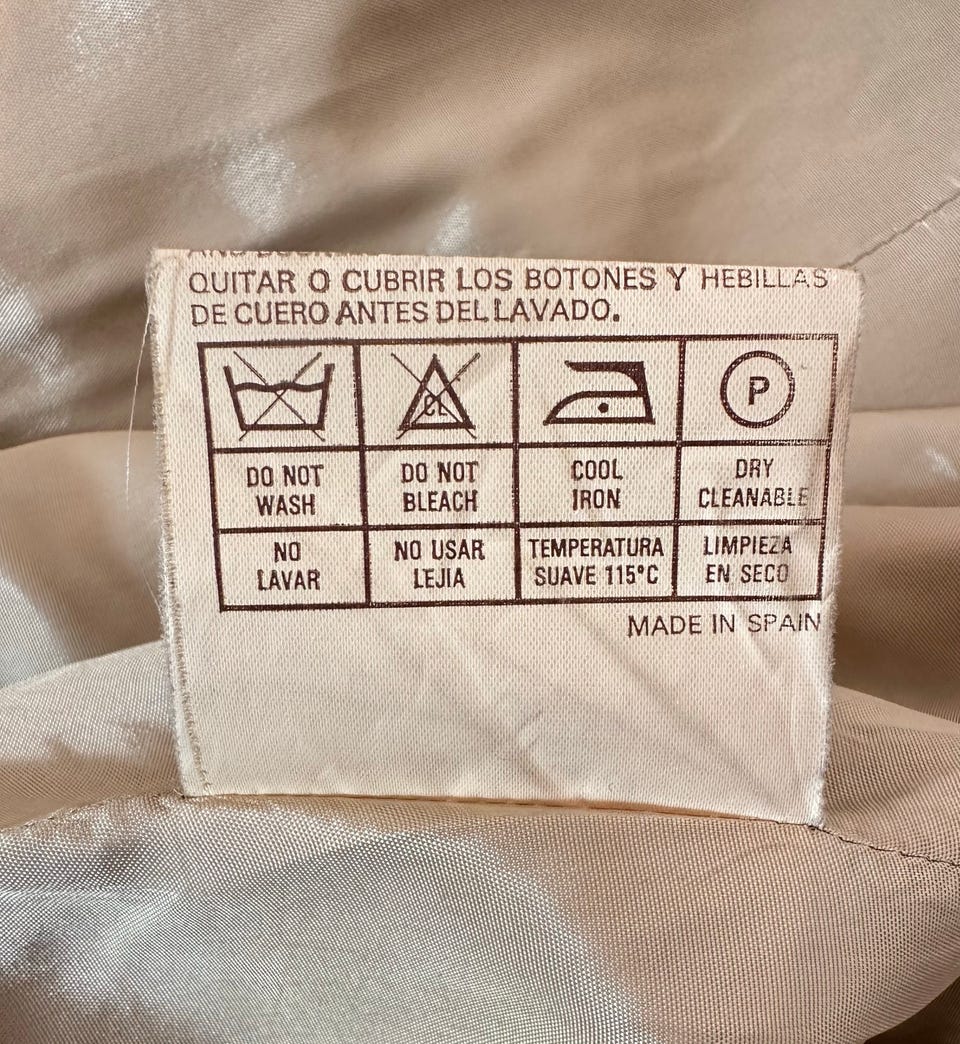 QUITAR O CUBRIR LOS BOTONES Y HEBILLAS
DE CUERO ANTES DEL LAVADO.
CL
P
DO NOT
WASH
DO NOT
BLEACH
COOL
IRON
DRY
CLEANABLE
NO
LAVAR
NO USAR
LEJIA
TEMPERATURA
SUAVE 115°C
LIMPIEZA
EN SECO
MADE IN SPAIN